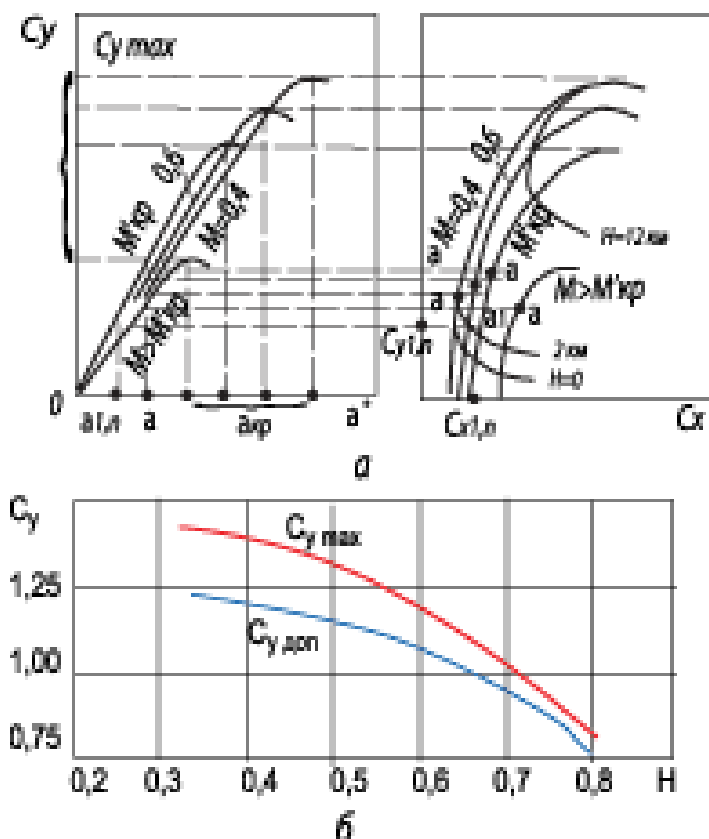 Cy
Cy max
0,6
М'кр
М=0,4
М>М'кр
0
a1,п
a
aкр
a°
0,6
М=0,4
М'кр
H=12 км
a
a
М>М'кр
a1
a
Cy1,п
2 км
H=0
Cx1,п
Cx
а
Cy
Cy max
1,25
Cy доп
1,00
0,75
0,2 0,3 0,4 0,5 0,6 0,7 0,8 H
б